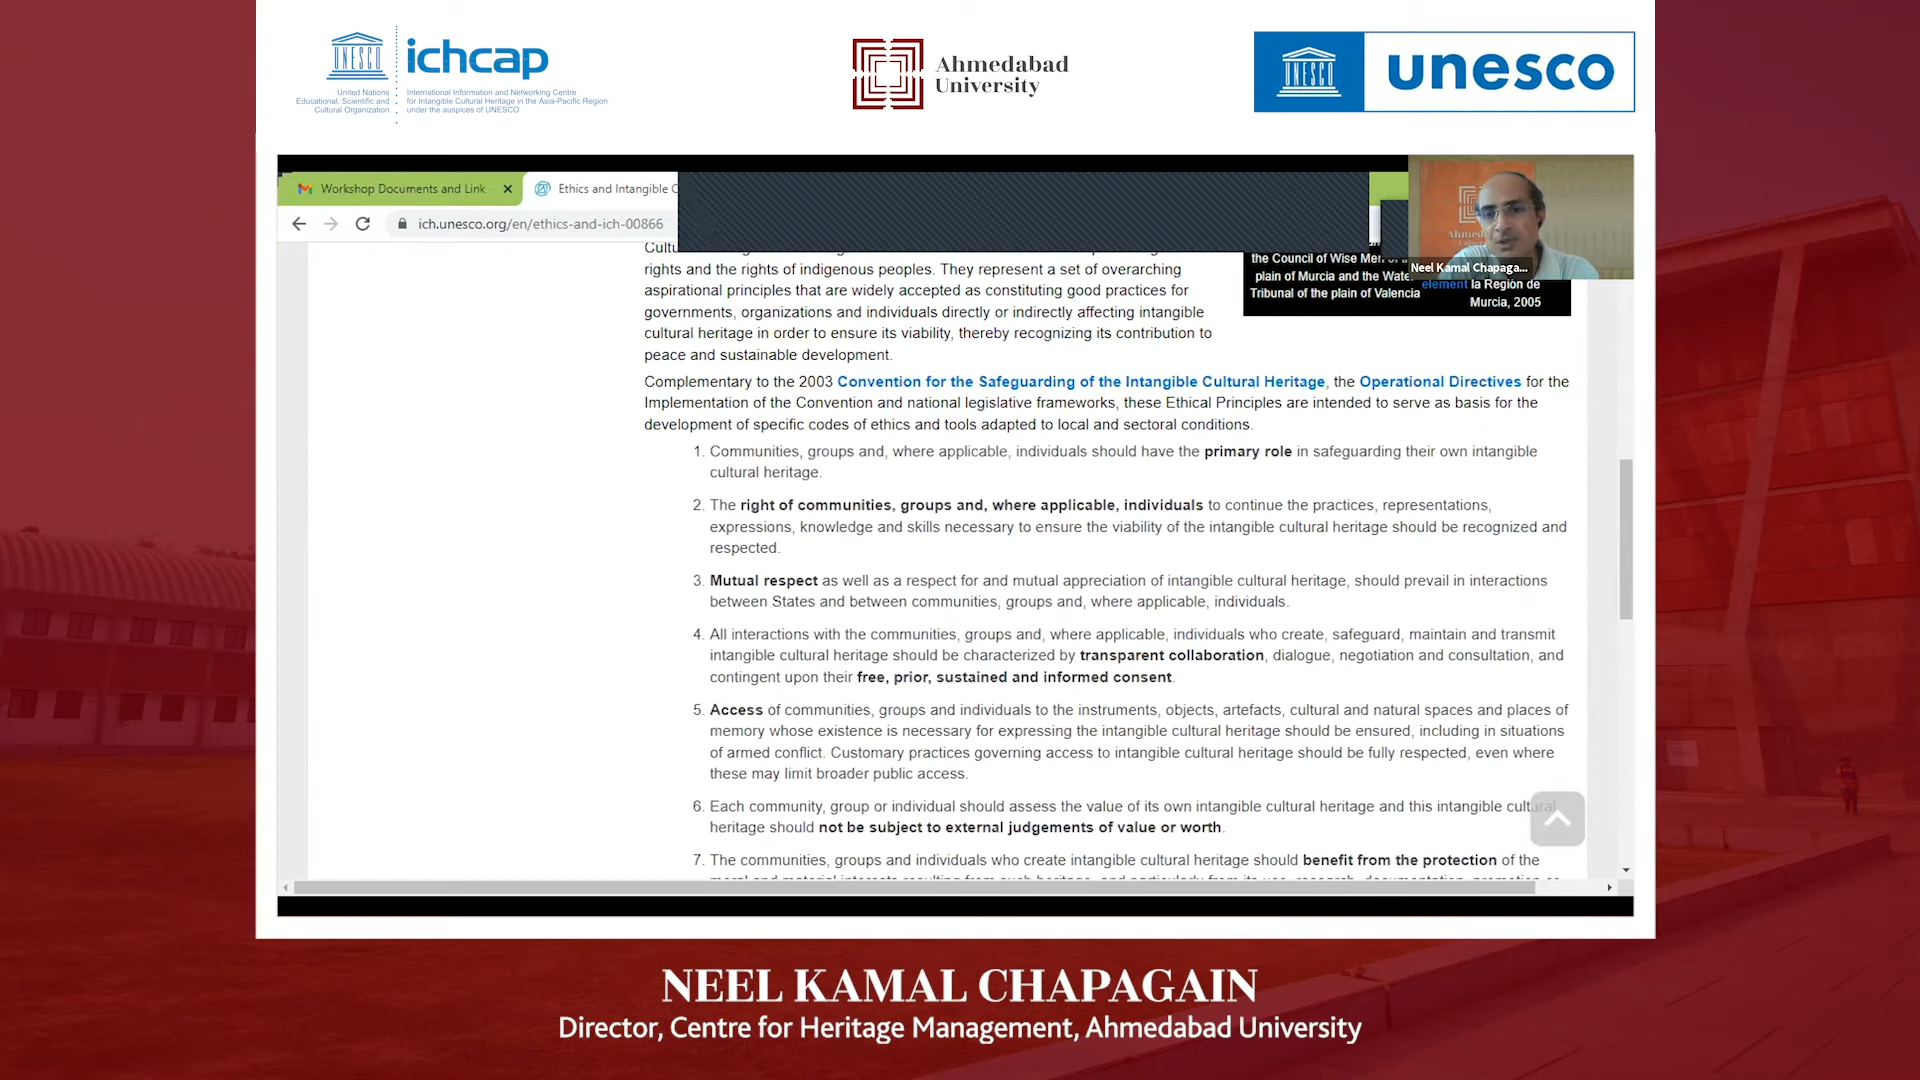 UNESCO
ichcap
United Nations
Educational, Scientific and
Cultural Organization
International Information and Networking Centre
for Intangible Cultural Heritage in the Asia-Pacific Region
under the auspices of UNESCO
Ahmedabad
University
UNESCO
unesco
Workshop Documents and Link
Ethics and Intangible C
ich.unesco.org/en/ethics-and-ich-00866
Neel Kamal Chapaga...
the Council of Wise Men
plain of Murcia and the
Tribunal of the plain of Valencia
element la Región de
Murcia, 2005
rights and the rights of indigenous peoples. They represent a set of overarching
aspirational principles that are widely accepted as constituting good practices for
governments, organizations and individuals directly or indirectly affecting intangible
cultural heritage in order to ensure its viability, thereby recognizing its contribution to
peace and sustainable development.
Complementary to the 2003 Convention for the Safeguarding of the Intangible Cultural Heritage, the Operational Directives for the
Implementation of the Convention and national legislative frameworks, these Ethical Principles are intended to serve as basis for the
development of specific codes of ethics and tools adapted to local and sectoral conditions.
1. Communities, groups and, where applicable, individuals should have the primary role in safeguarding their own intangible
cultural heritage.
2. The right of communities, groups and, where applicable, individuals to continue the practices, representations,
expressions, knowledge and skills necessary to ensure the viability of the intangible cultural heritage should be recognized and
respected.
3. Mutual respect as well as a respect for and mutual appreciation of intangible cultural heritage, should prevail in interactions
between States and between communities, groups and, where applicable, individuals.
4. All interactions with the communities, groups and, where applicable, individuals who create, safeguard, maintain and transmit
intangible cultural heritage should be characterized by transparent collaboration, dialogue, negotiation and consultation, and
contingent upon their free, prior, sustained and informed consent.
5. Access of communities, groups and individuals to the instruments, objects, artefacts, cultural and natural spaces and places of
memory whose existence is necessary for expressing the intangible cultural heritage should be ensured, including in situations
of armed conflict. Customary practices governing access to intangible cultural heritage should be fully respected, even where
these may limit broader public access.
6. Each community, group or individual should assess the value of its own intangible cultural heritage and this intangible cultural
heritage should not be subject to external judgements of value or worth.
7. The communities, groups and individuals who create intangible cultural heritage should benefit from the protection of the
NEEL KAMAL CHAPAGAIN
Director, Centre for Heritage Management, Ahmedabad University